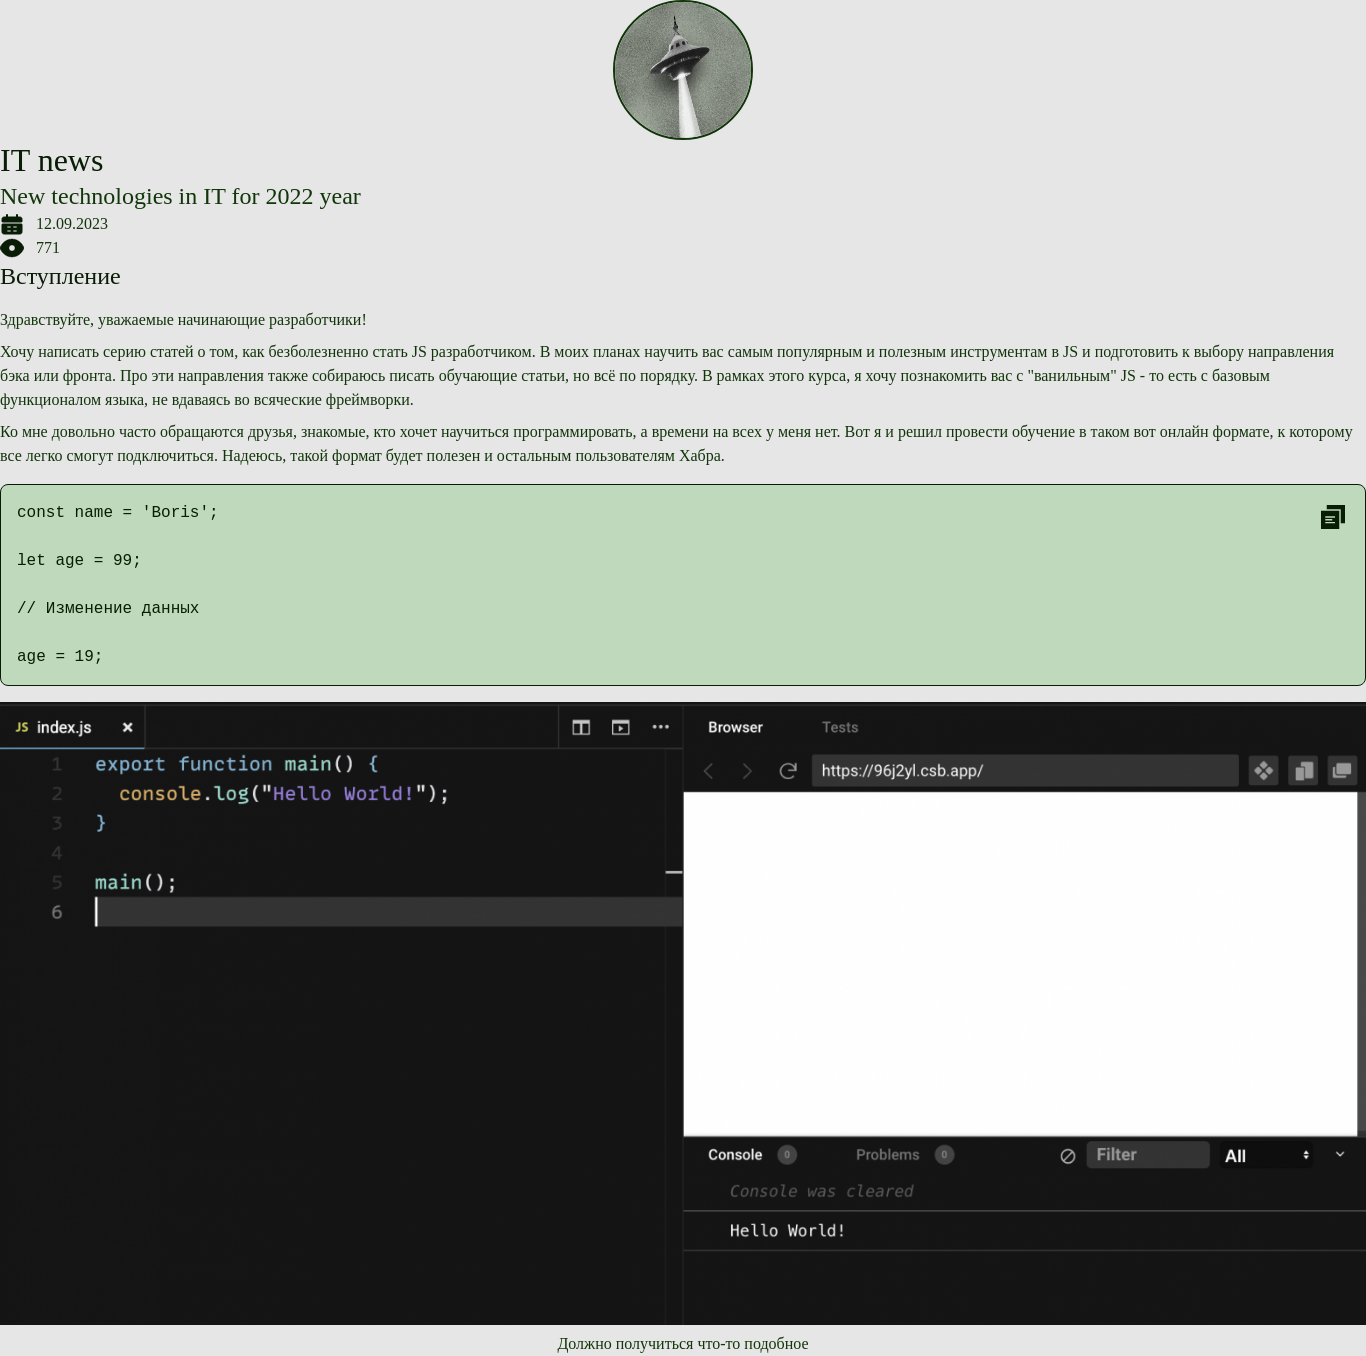 IT news
New technologies in IT for 2022 year
12.09.2023
771
Вступление
Здравствуйте, уважаемые начинающие разработчики!
Хочу написать серию статей о том, как безболезненно стать JS разработчиком. В моих планах научить вас самым популярным и полезным инструментам в JS и подготовить к выбору направления
бэка или фронта. Про эти направления также собираюсь писать обучающие статьи, но всё по порядку. В рамках этого курса, я хочу познакомить вас с "ванильным" JS - то есть с базовым
функционалом языка, не вдаваясь во всяческие фреймворки.
Ко мне довольно часто обращаются друзья, знакомые, кто хочет научиться программировать, а времени на всех у меня нет. Вот я и решил провести обучение в таком вот онлайн формате, к которому
все легко смогут подключиться. Надеюсь, такой формат будет полезен и остальным пользователям Хабра.
const name = 'Boris';
let age = 99;
// Изменение данных
age = 19;
JS index.js
1 export function main() {
2 console.log("Hello World!");
3 }
4
5 main();
6
Browser Tests
https://96j2yl.csb.app/
Console 0 Problems 0 Filter All
Console was cleared
Hello World!
Должно получиться что-то подобное